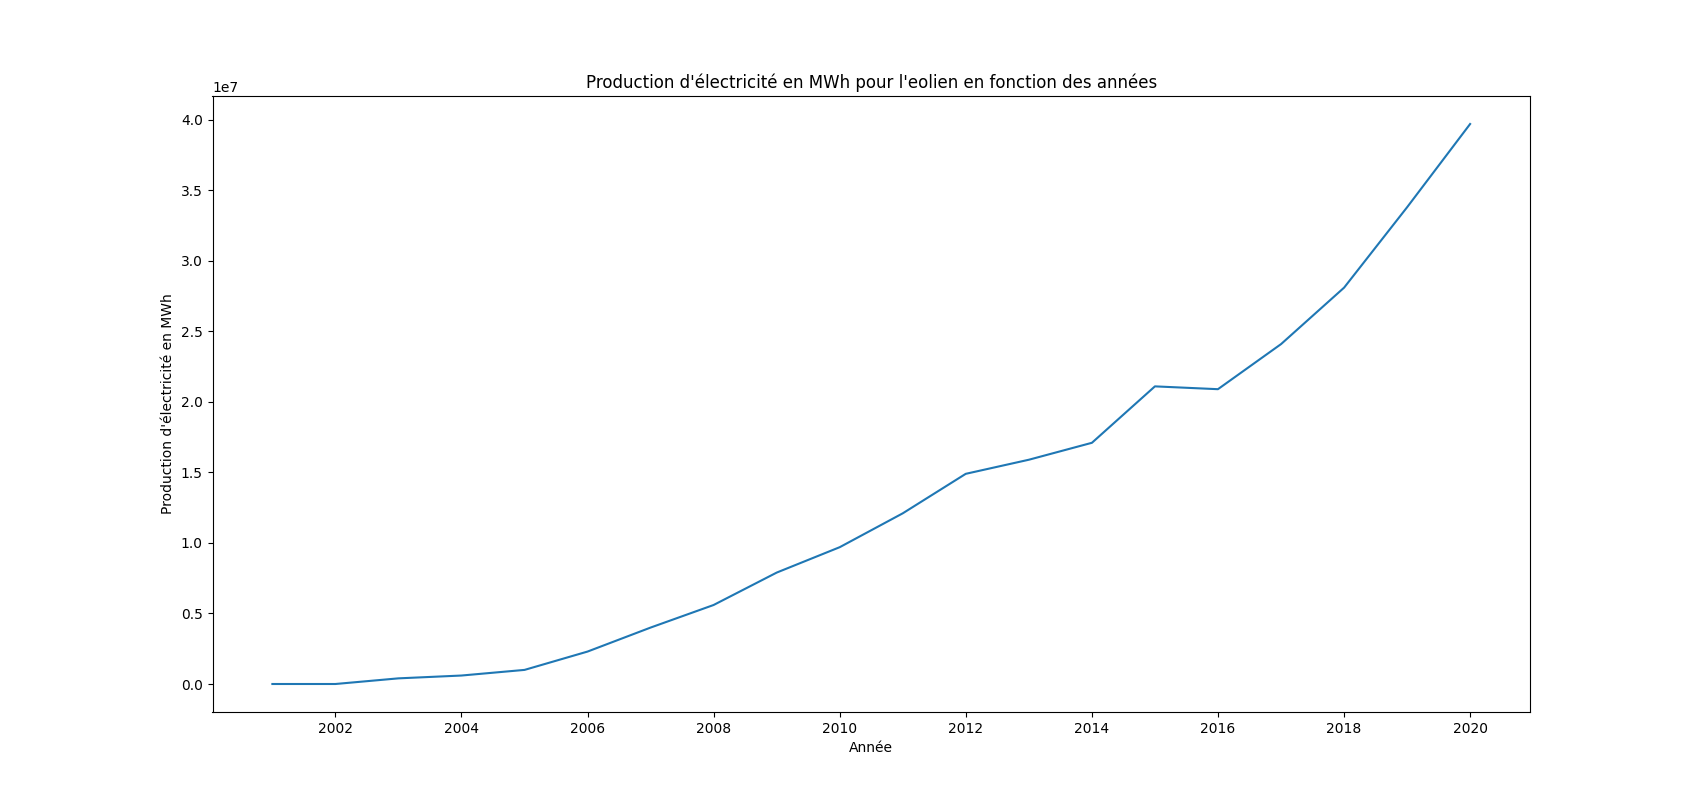 Production d'électricité en MWh pour l'eolien en fonction des années
1e7
4.0
3.5
3.0
2.5
2.0
1.5
1.0
0.5
0.0
Production d'électricité en MWh
2002 2004 2006 2008 2010 2012 2014 2016 2018 2020
Année